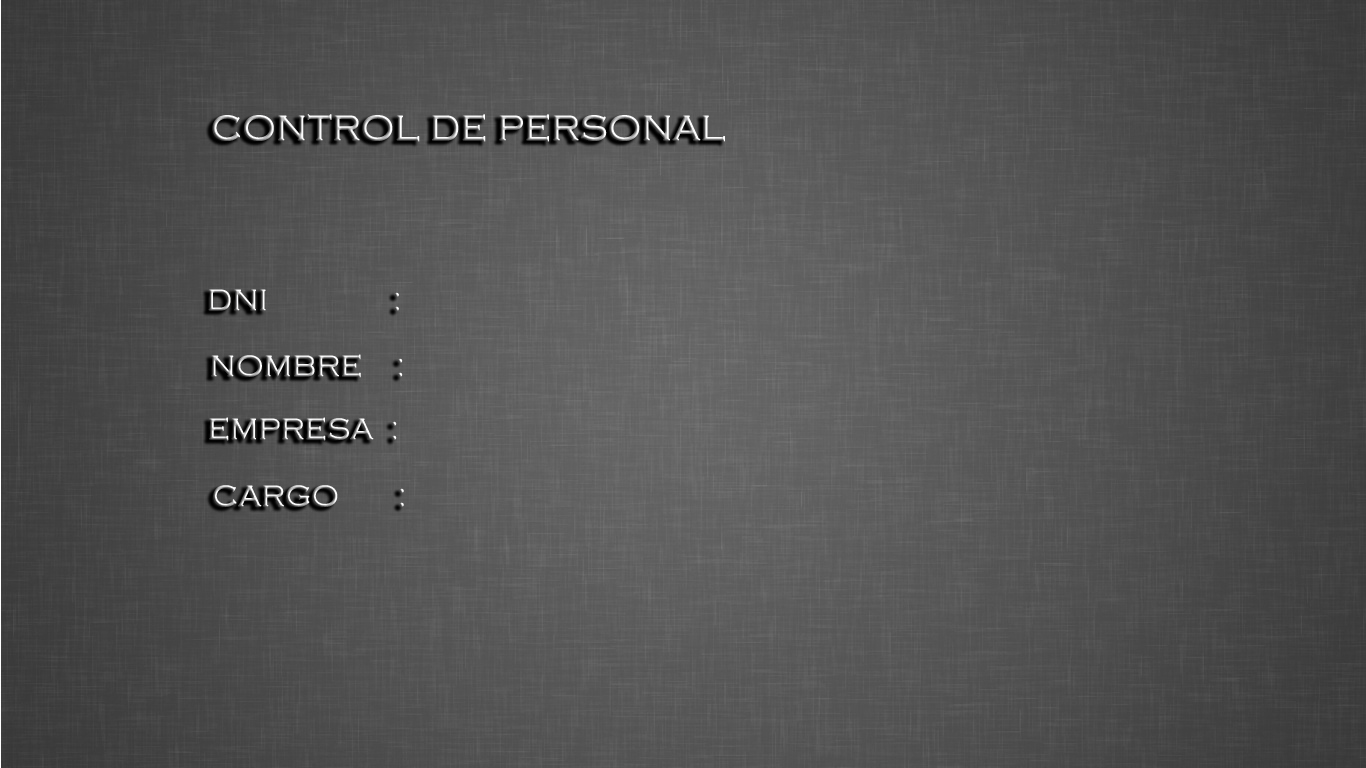 CONTROL DE PERSONAL
DNI :
NOMBRE :
EMPRESA :
CARGO :